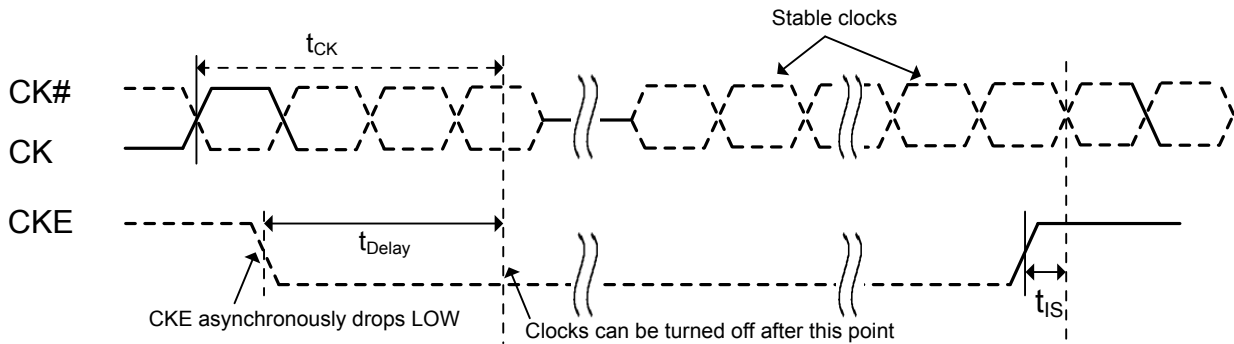 Stable clocks
tCK
CK#
CK
CKE
tDelay
tIS
CKE asynchronously drops LOW
Clocks can be turned off after this point